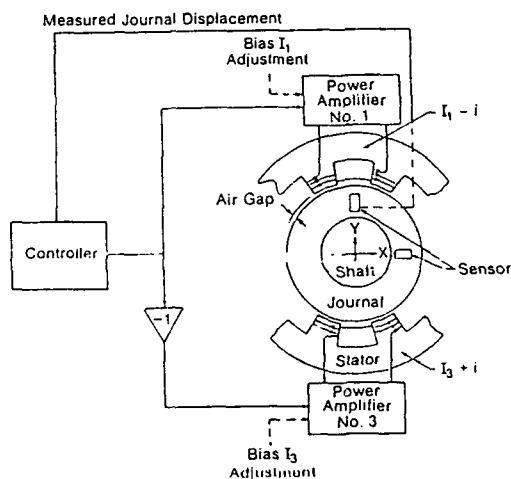 Measured Journal Displacement
Bias I₁
Adjustment
Power
Amplifier
No. 1
I₁ – i
Air Gap
Controller
Y
X
Shaft
Sensor
Journal
–1
Stator
I₃ + i
Power
Amplifier
No. 3
Bias I₃
Adjustment